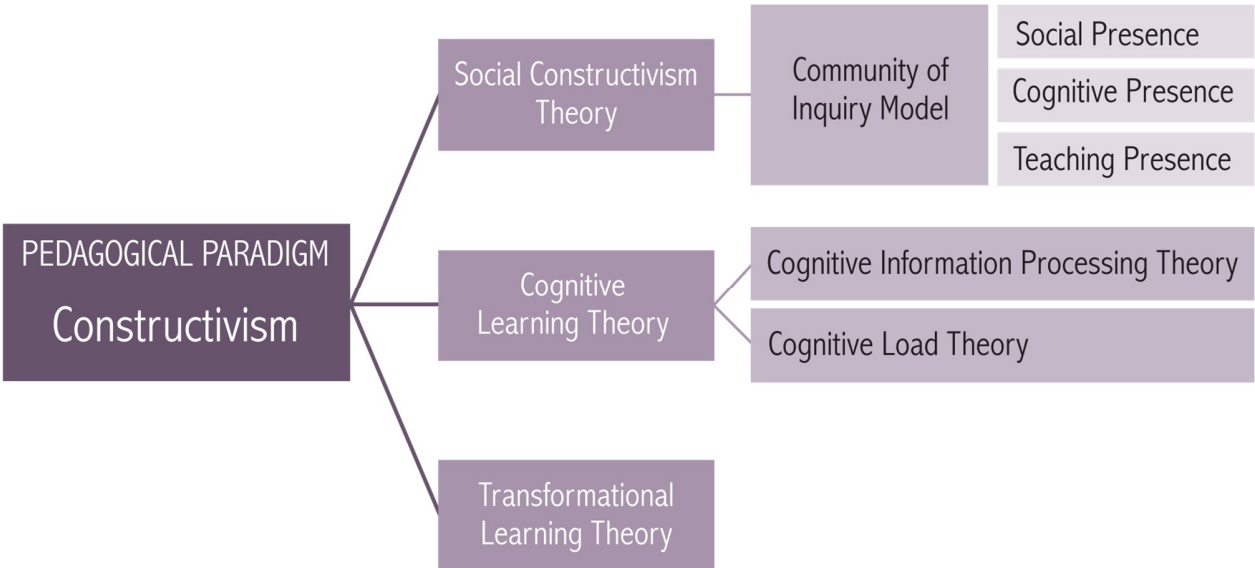 PEDAGOGICAL PARADIGM
Constructivism
Social Constructivism
Theory
Community of
Inquiry Model
Social Presence
Cognitive Presence
Teaching Presence
Cognitive
Learning Theory
Cognitive Information Processing Theory
Cognitive Load Theory
Transformational
Learning Theory